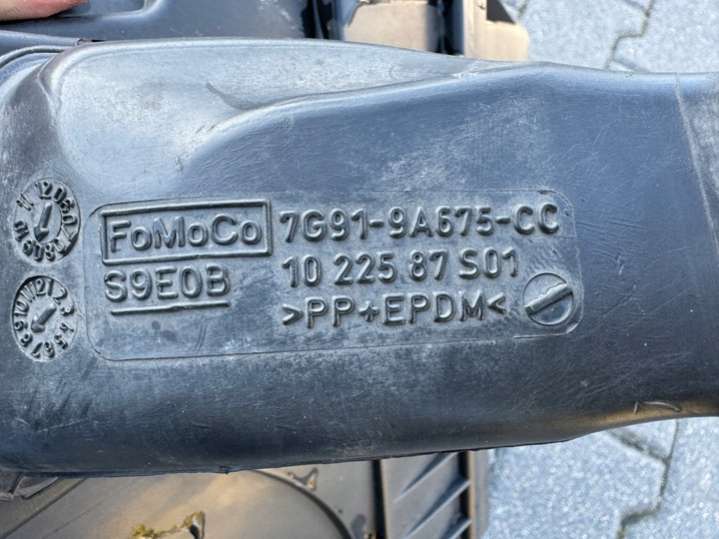 FoMoCo 7G91-9A675-CC
S9E0B 10 225 87 S01
>PP+EPDM<